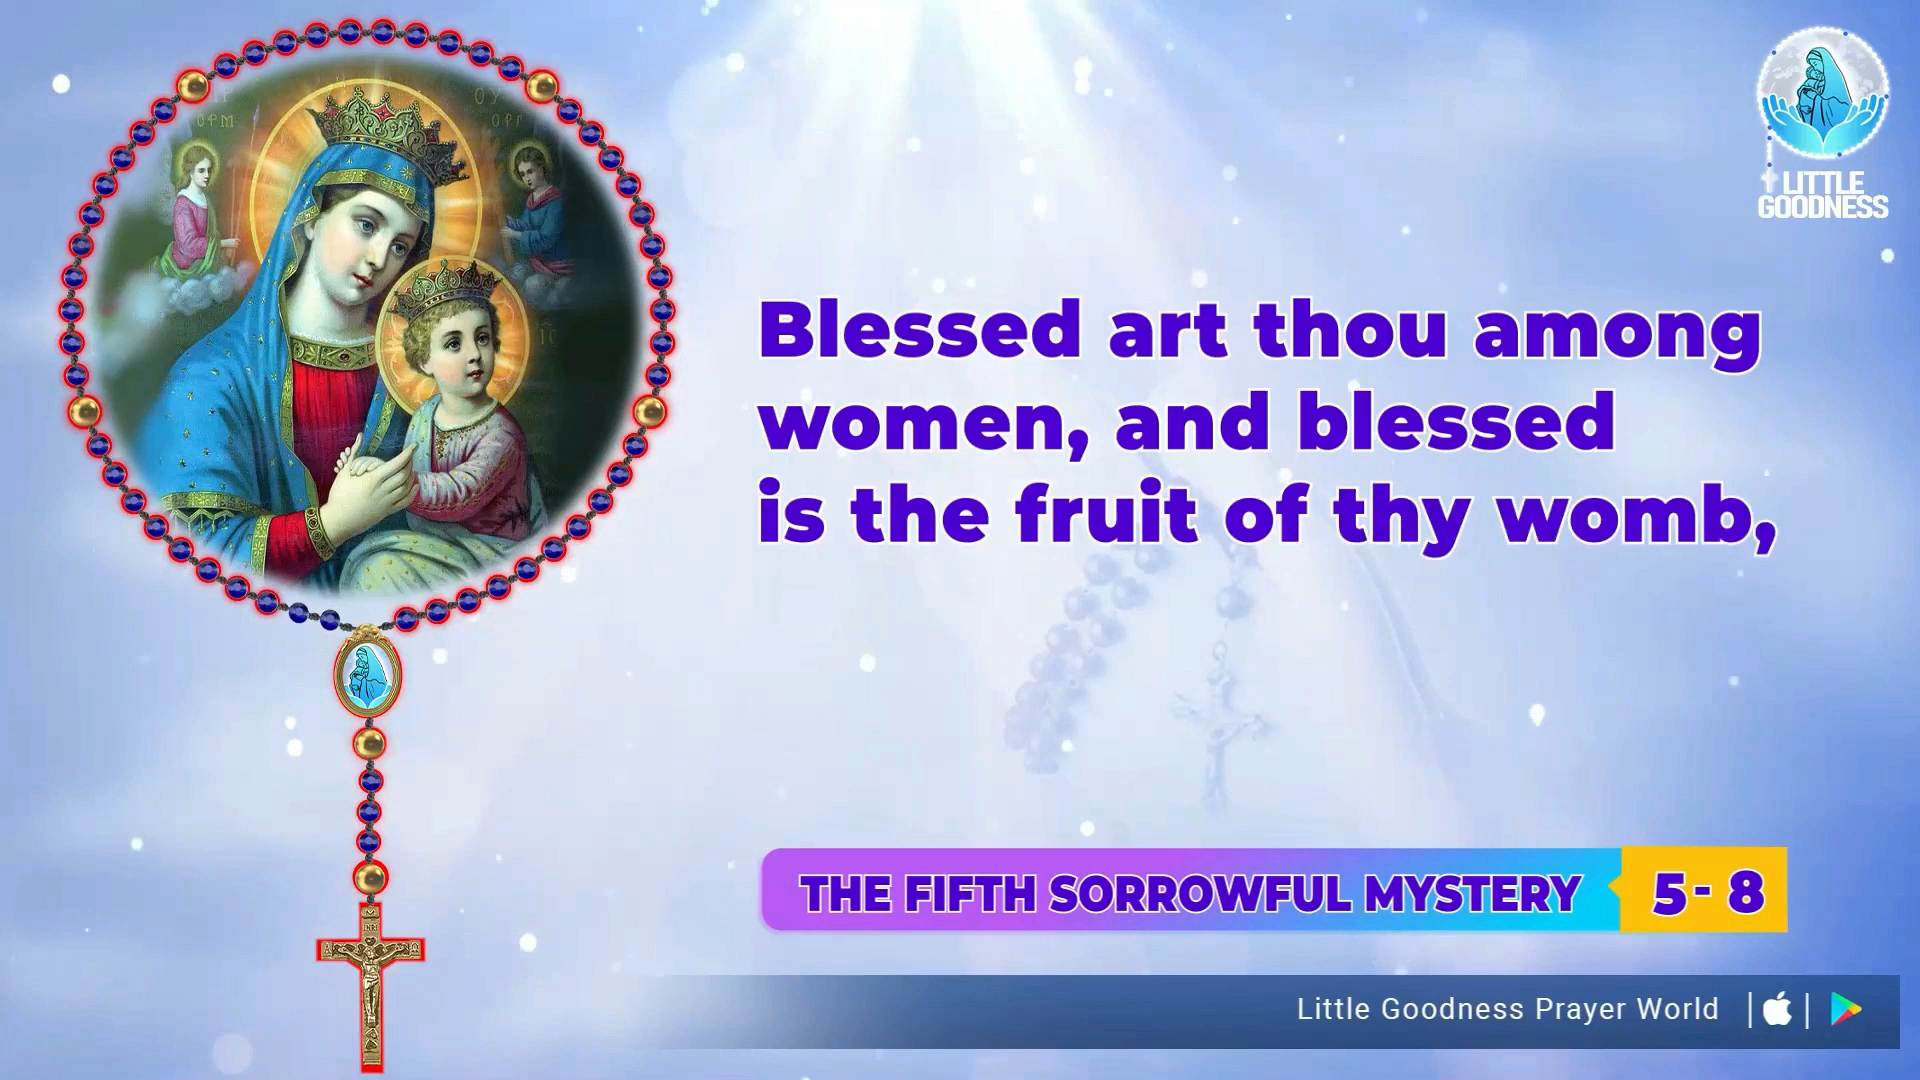 LITTLE
GOODNESS
Blessed art thou among
women, and blessed
is the fruit of thy womb,
THE FIFTH SORROWFUL MYSTERY 5- 8
Little Goodness Prayer World
INRI